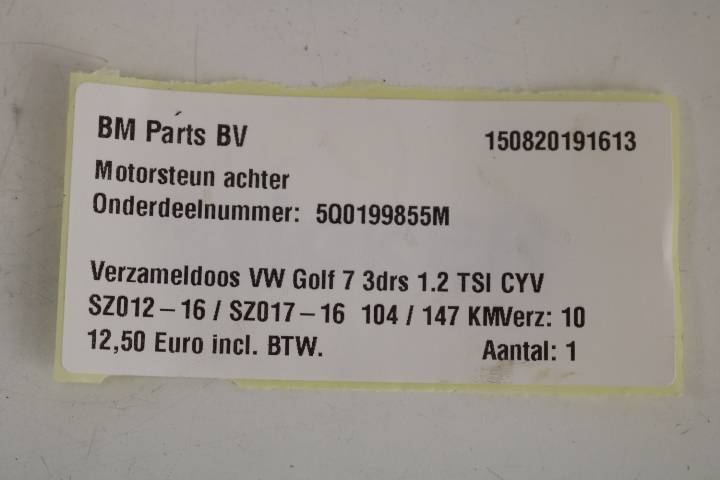 BM Parts BV 150820191613
Motorsteun achter
Onderdeelnummer: 5Q0199855M
Verzameldoos VW Golf 7 3drs 1.2 TSI CYV
SZ012-16 / SZ017-16 104 / 147 KMVerz: 10
12,50 Euro incl. BTW. Aantal: 1